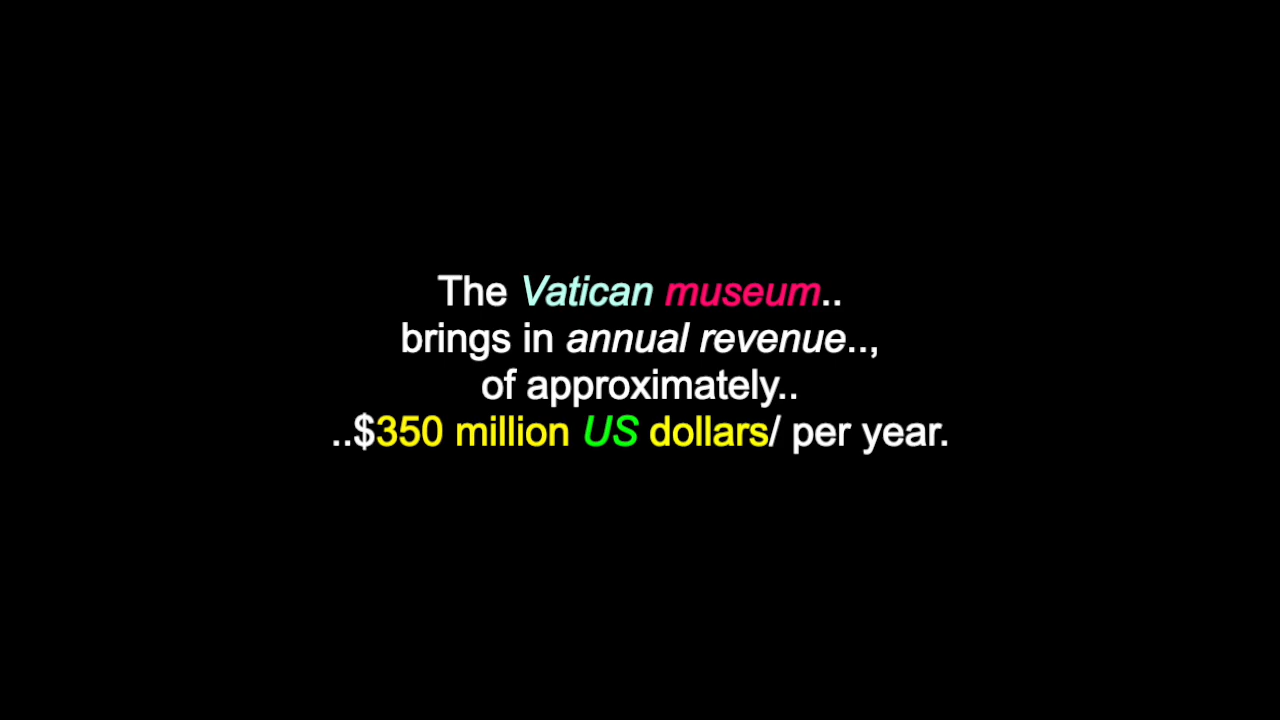 The Vatican museum..
brings in annual revenue..,
of approximately..
..$350 million US dollars/ per year.